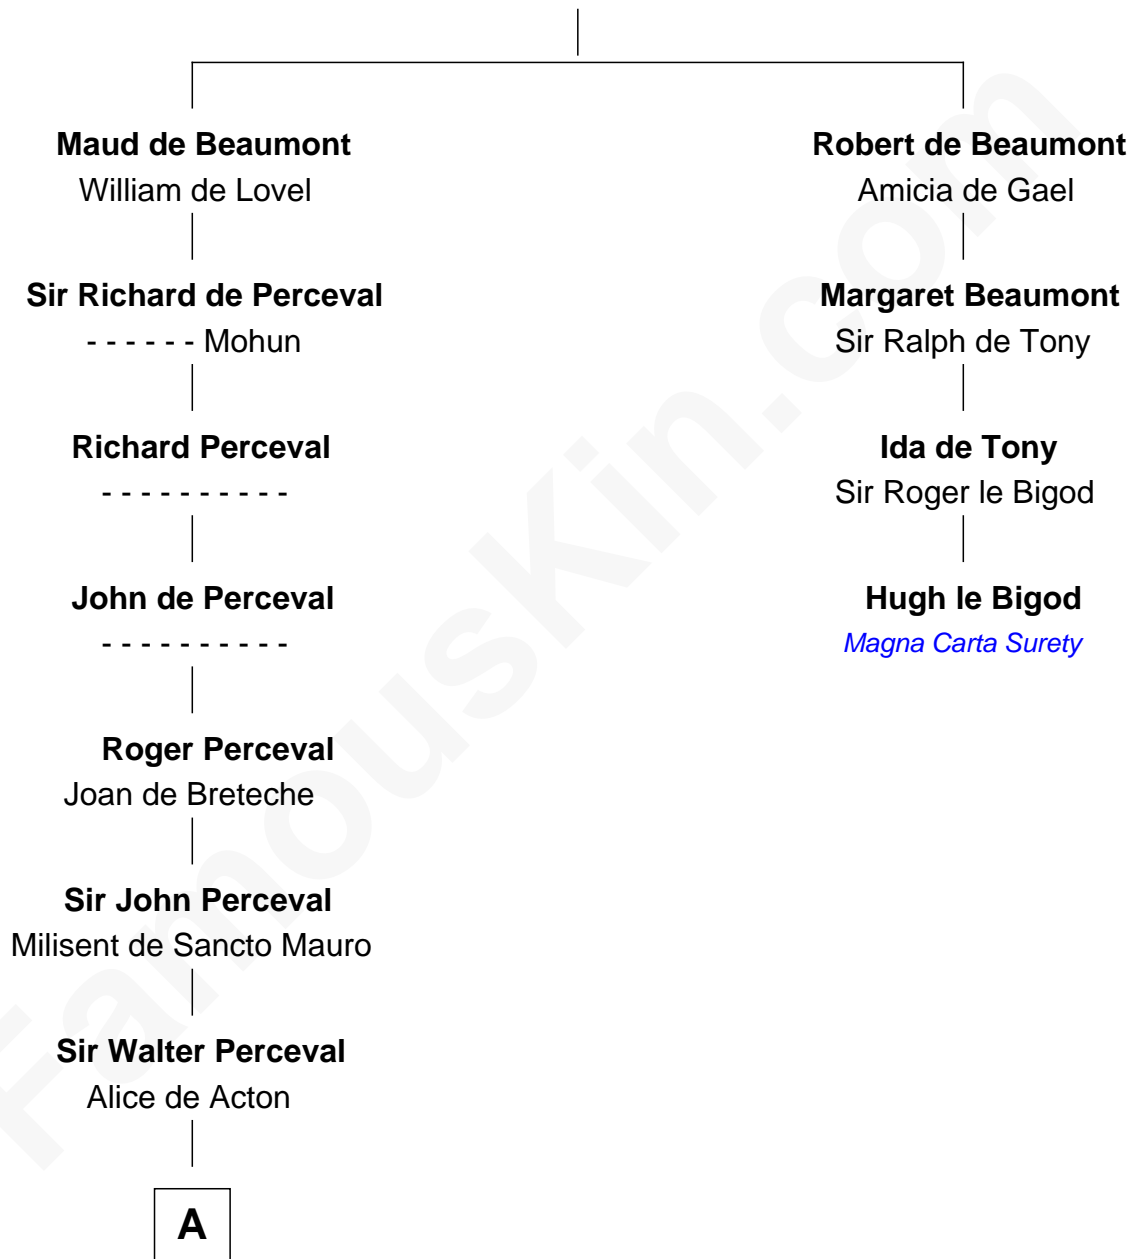 Maud de Beaumont
William de Lovel
Sir Richard de Perceval
- - - - - - Mohun
Richard Perceval
- - - - - - - - - -
John de Perceval
- - - - - - - - - -
Roger Perceval
Joan de Breteche
Sir John Perceval
Milisent de Sancto Mauro
Sir Walter Perceval
Alice de Acton
A
Robert de Beaumont
Amicia de Gael
Margaret Beaumont
Sir Ralph de Tony
Ida de Tony
Sir Roger le Bigod
Hugh le Bigod
Magna Carta Surety
FamousKin.com